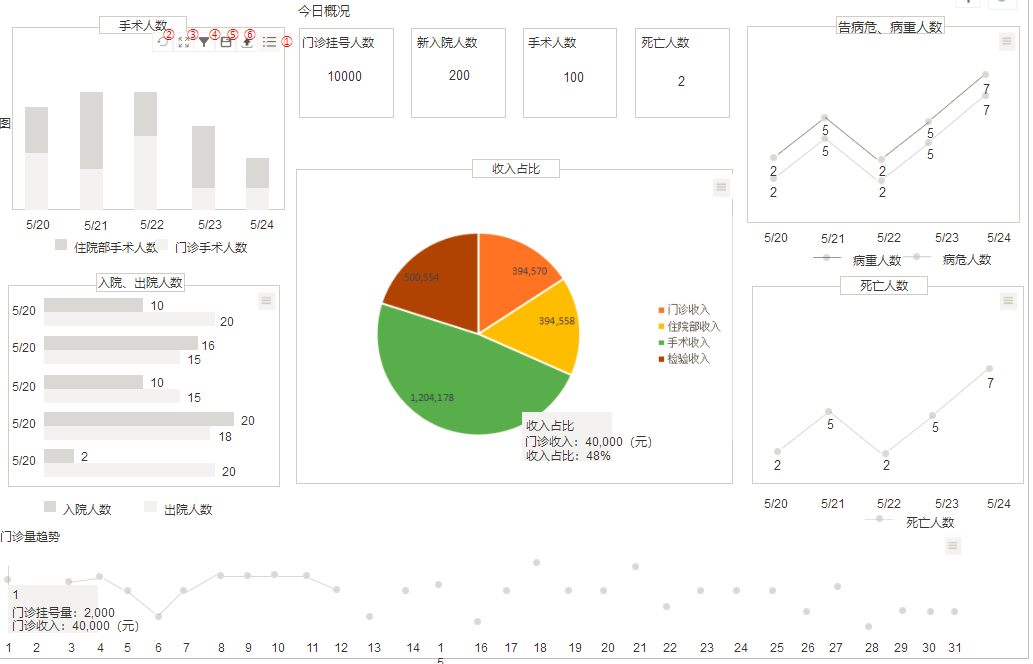 今日概况
手术人数
② ③ ④ ⑤ ⑥ ①
图
5/20 5/21 5/22 5/23 5/24
住院部手术人数 门诊手术人数
门诊挂号人数
10000
新入院人数
200
手术人数
100
死亡人数
2
告病危、病重人数
2 5 2 5 7
2 5 2 5 7
5/20 5/21 5/22 5/23 5/24
病重人数 病危人数
收入占比
394,570
394,558
1,204,178
500,554
门诊收入
住院部收入
手术收入
检验收入
收入占比
门诊收入：40,000（元）
收入占比：48%
入院、出院人数
5/20 10
20
5/20 16
15
5/20 10
15
5/20 20
18
5/20 2
20
入院人数 出院人数
死亡人数
2 5 2 5 7
5/20 5/21 5/22 5/23 5/24
死亡人数
门诊量趋势
1
门诊挂号量：2,000
门诊收入：40,000（元）
1 2 3 4 5 6 7 8 9 10 11 12 13 14 15 16 17 18 19 20 21 22 23 24 25 26 27 28 29 30 31